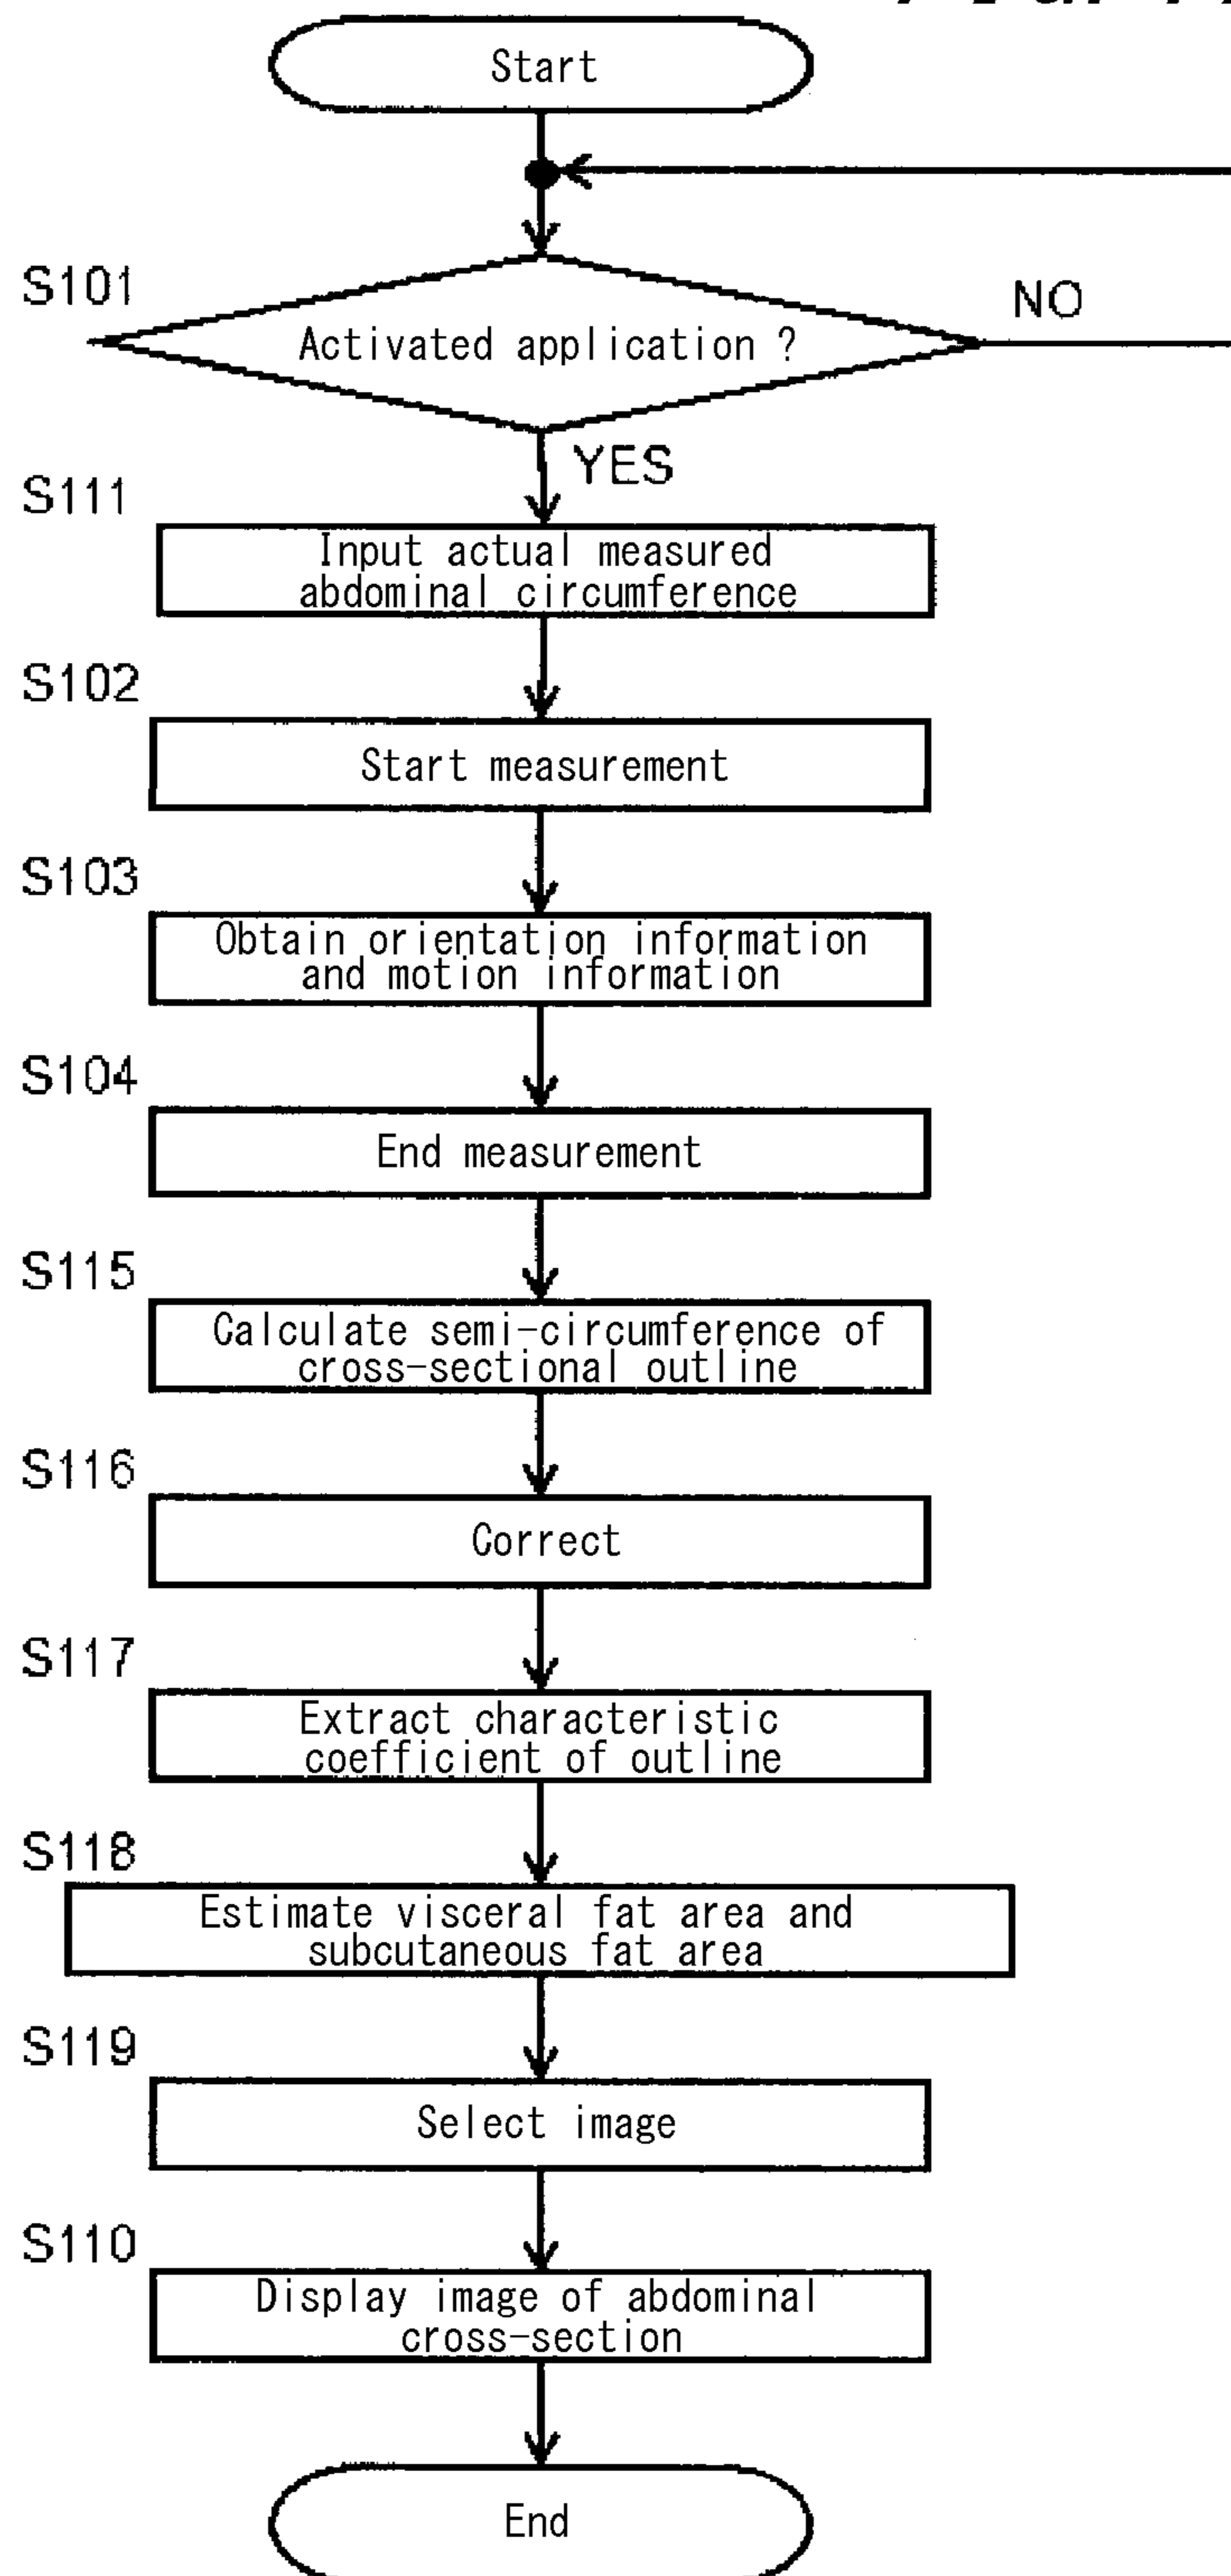 Start
S101
Activated application ?
NO
YES
S111
Input actual measured
abdominal circumference
S102
Start measurement
S103
Obtain orientation information
and motion information
S104
End measurement
S115
Calculate semi-circumference of
cross-sectional outline
S116
Correct
S117
Extract characteristic
coefficient of outline
S118
Estimate visceral fat area and
subcutaneous fat area
S119
Select image
S110
Display image of abdominal
cross-section
End